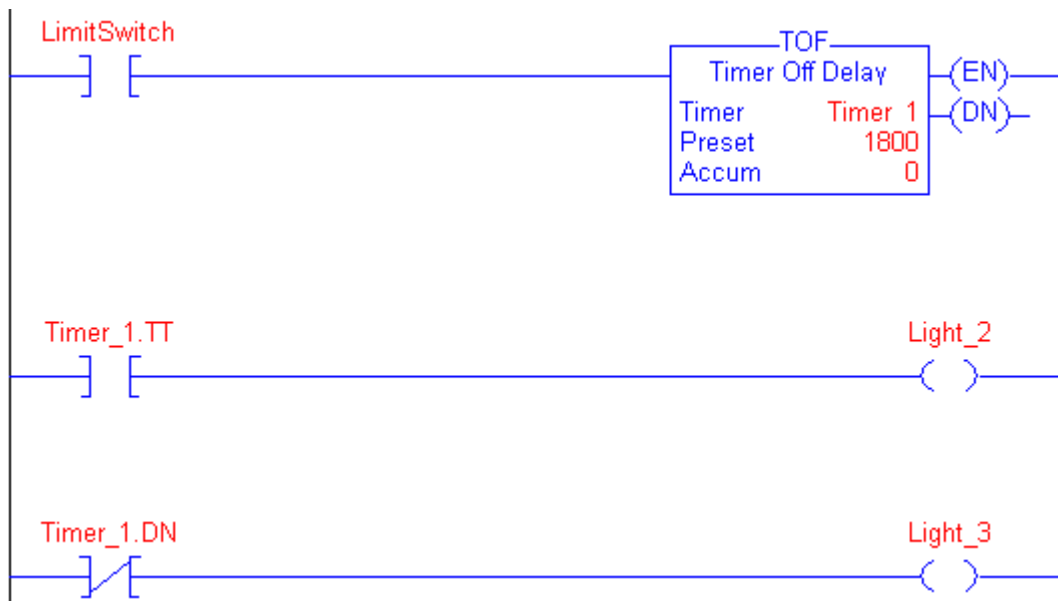 LimitSwitch
TOF
Timer Off Delay
Timer Timer 1
Preset 1800
Accum 0
(EN)
(DN)
Timer_1.TT
Light_2
Timer_1.DN
Light_3